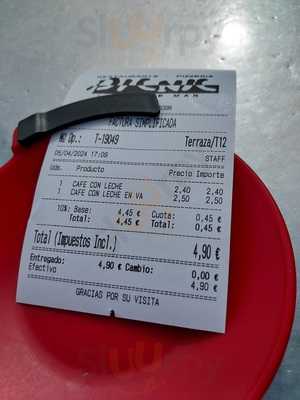 RESTAURANTE PIZZERIA
PICNIC
FACTURA SIMPLIFICADA
Nº Op.: T-19049 Terraza/T12
05/04/2024 17:09 STAFF
Uds. Producto Precio Importe
1 CAFE CON LECHE 2,40 2,40
1 CAFE CON LECHE EN VA 2,50 2,50
10% Base: 4,45 € Cuota: 0,45 €
Total: 4,45 € Total: 0,45 €
Total (Impuestos Incl.) 4,90 €
Entregado: 4,90 € Cambio: 0,00 €
Efectivo 4,90 €
GRACIAS POR SU VISITA